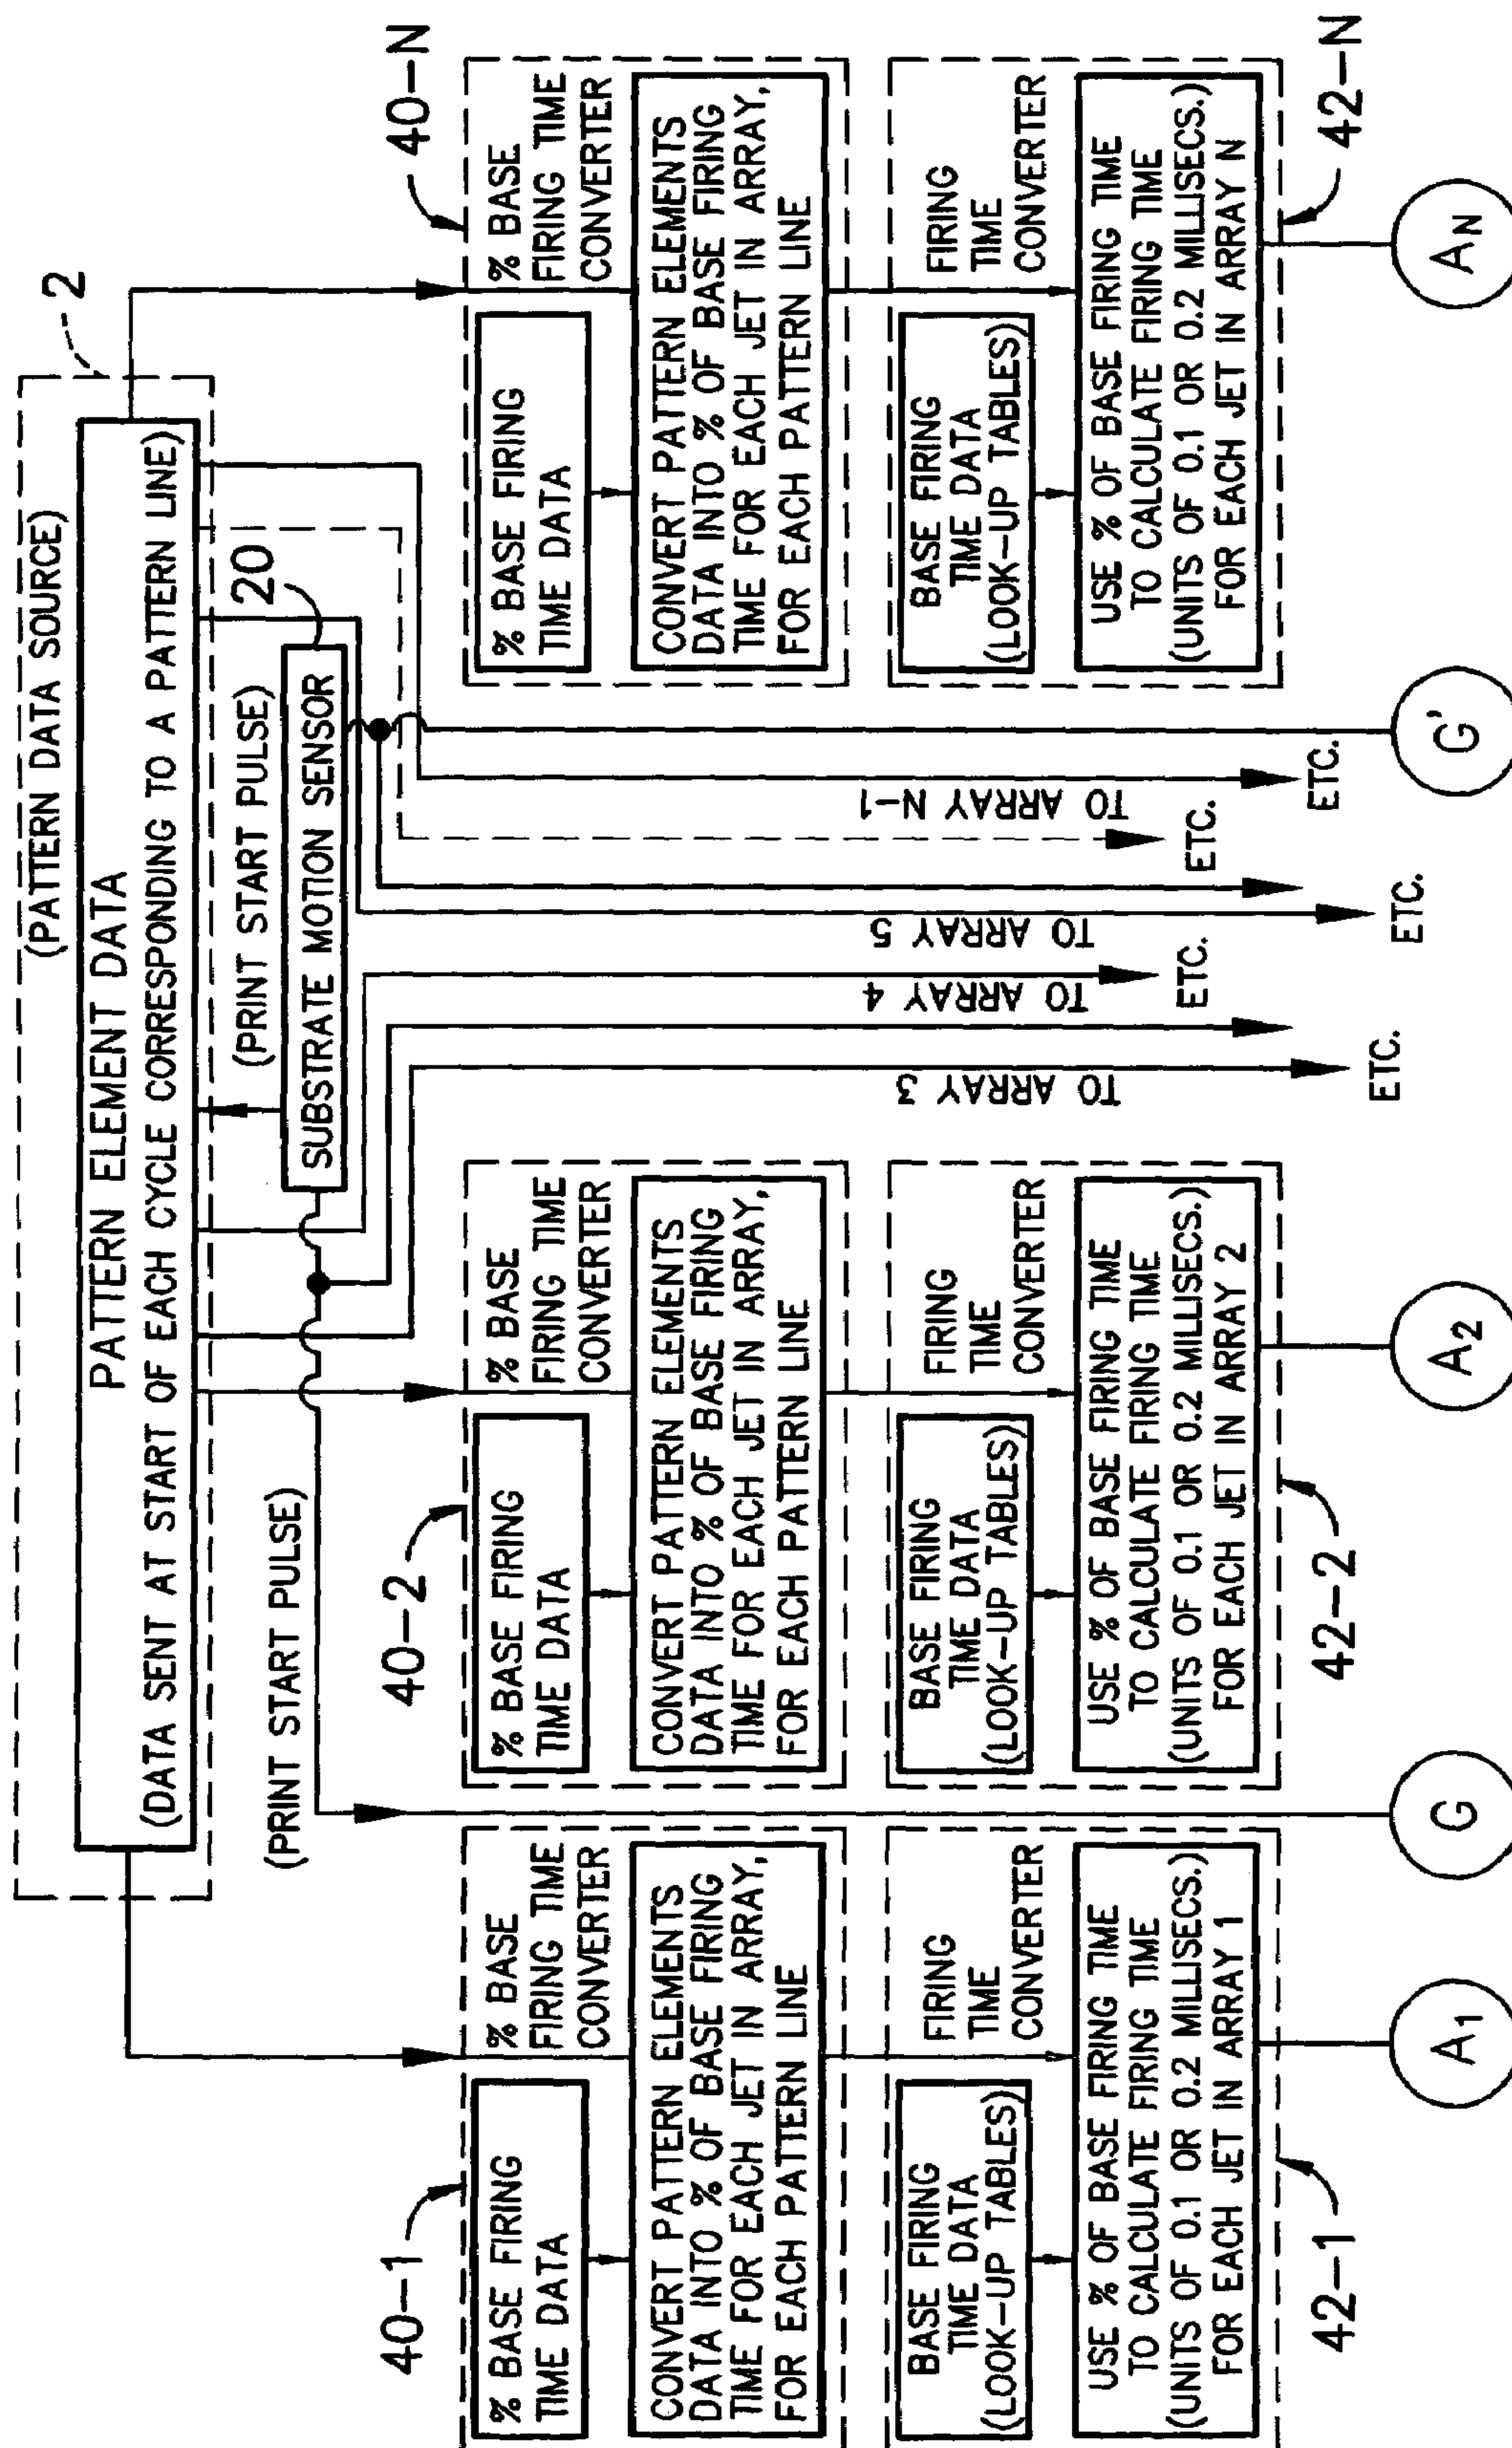 (PATTERN DATA SOURCE)
2
PATTERN ELEMENT DATA
(DATA SENT AT START OF EACH CYCLE CORRESPONDING TO A PATTERN LINE)
(PRINT START PULSE)
20
SUBSTRATE MOTION SENSOR
(PRINT START PULSE)
40-1
% BASE
FIRING TIME
CONVERTER
% BASE FIRING
TIME DATA
CONVERT PATTERN ELEMENTS
DATA INTO % OF BASE FIRING
TIME FOR EACH JET IN ARRAY,
FOR EACH PATTERN LINE
FIRING
TIME
CONVERTER
BASE FIRING
TIME DATA
(LOOK-UP TABLES)
USE % OF BASE FIRING TIME
TO CALCULATE FIRING TIME
(UNITS OF 0.1 OR 0.2 MILLISECS.)
FOR EACH JET IN ARRAY 1
42-1
A1
G
40-2
% BASE
FIRING TIME
CONVERTER
% BASE FIRING
TIME DATA
CONVERT PATTERN ELEMENTS
DATA INTO % OF BASE FIRING
TIME FOR EACH JET IN ARRAY,
FOR EACH PATTERN LINE
FIRING
TIME
CONVERTER
BASE FIRING
TIME DATA
(LOOK-UP TABLES)
USE % OF BASE FIRING TIME
TO CALCULATE FIRING TIME
(UNITS OF 0.1 OR 0.2 MILLISECS.)
FOR EACH JET IN ARRAY 2
42-2
A2
TO ARRAY 3
ETC.
TO ARRAY 4
ETC.
TO ARRAY 5
ETC.
ETC.
TO ARRAY N-1
ETC.
G'
40-N
% BASE
FIRING TIME
CONVERTER
% BASE FIRING
TIME DATA
CONVERT PATTERN ELEMENTS
DATA INTO % OF BASE FIRING
TIME FOR EACH JET IN ARRAY,
FOR EACH PATTERN LINE
FIRING
TIME
CONVERTER
BASE FIRING
TIME DATA
(LOOK-UP TABLES)
USE % OF BASE FIRING TIME
TO CALCULATE FIRING TIME
(UNITS OF 0.1 OR 0.2 MILLISECS.)
FOR EACH JET IN ARRAY N
42-N
AN